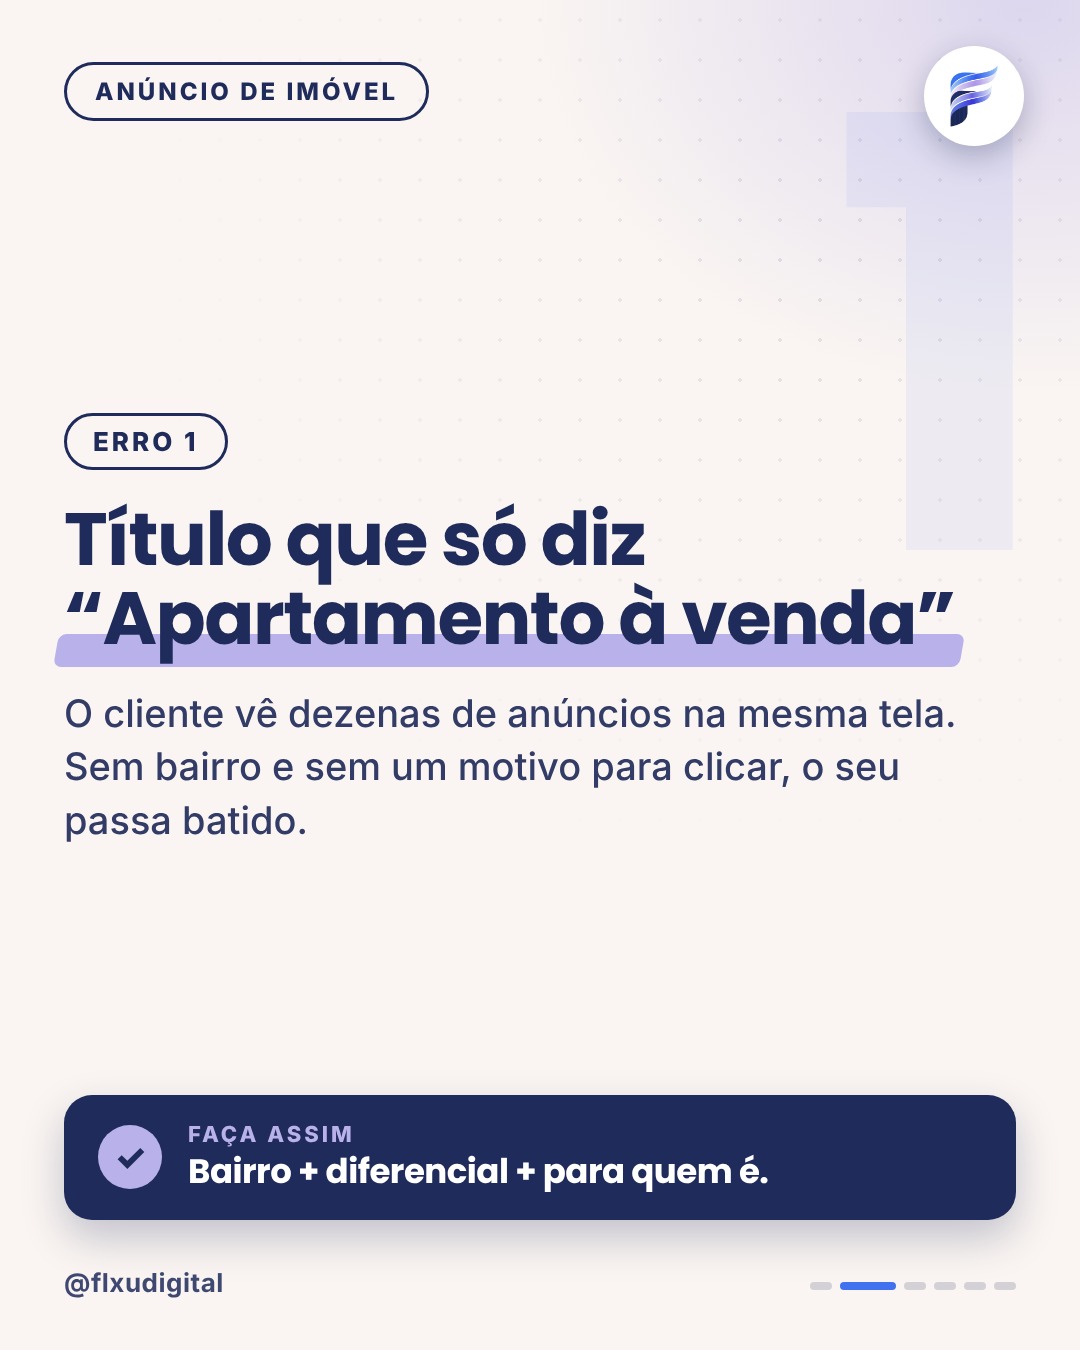 ANÚNCIO DE IMÓVEL
1
ERRO 1
Título que só diz
“Apartamento à venda”
O cliente vê dezenas de anúncios na mesma tela.
Sem bairro e sem um motivo para clicar, o seu
passa batido.
FAÇA ASSIM
Bairro + diferencial + para quem é.
@flxudigital